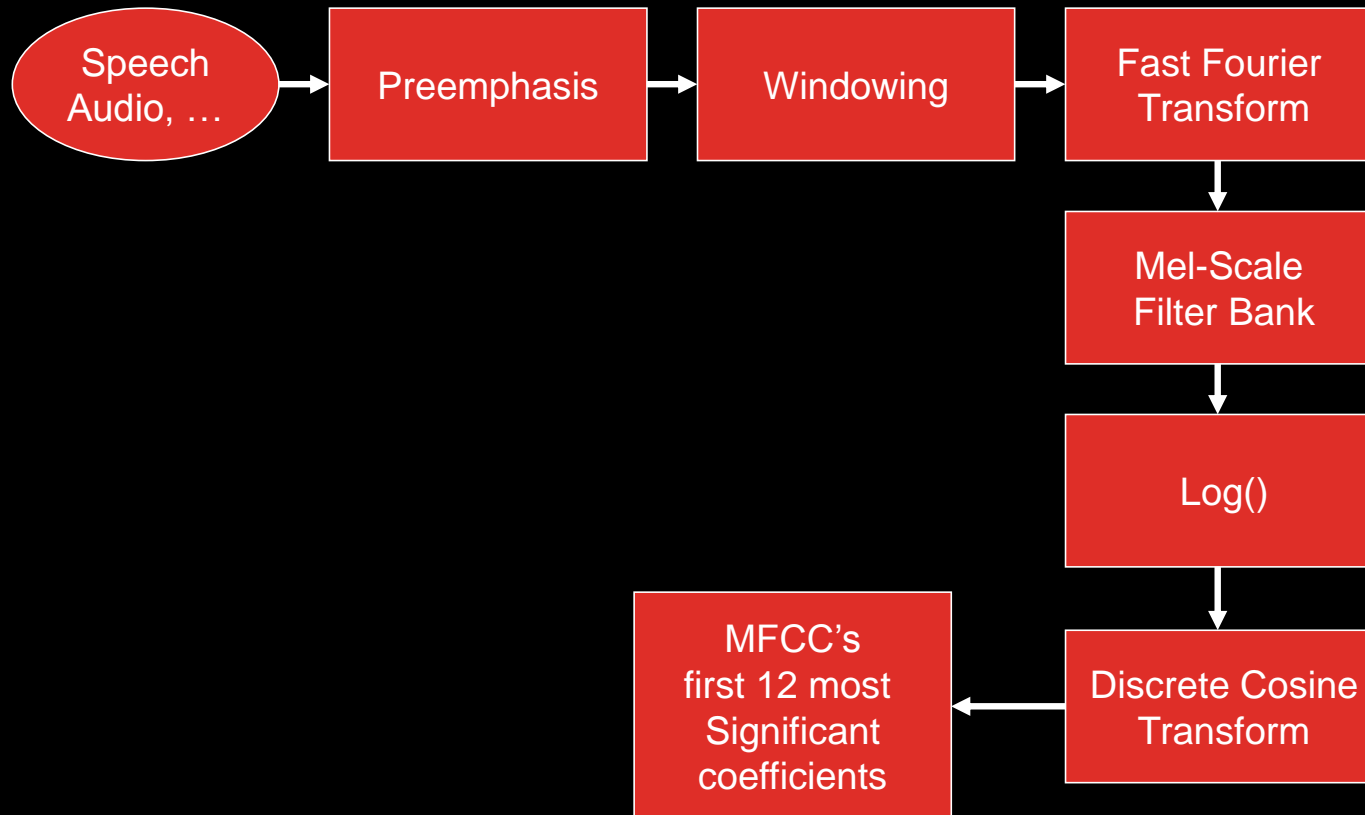 Speech
Audio, …
Preemphasis
Windowing
Fast Fourier
Transform
Mel-Scale
Filter Bank
Log()
Discrete Cosine
Transform
MFCC’s
first 12 most
Significant
coefficients